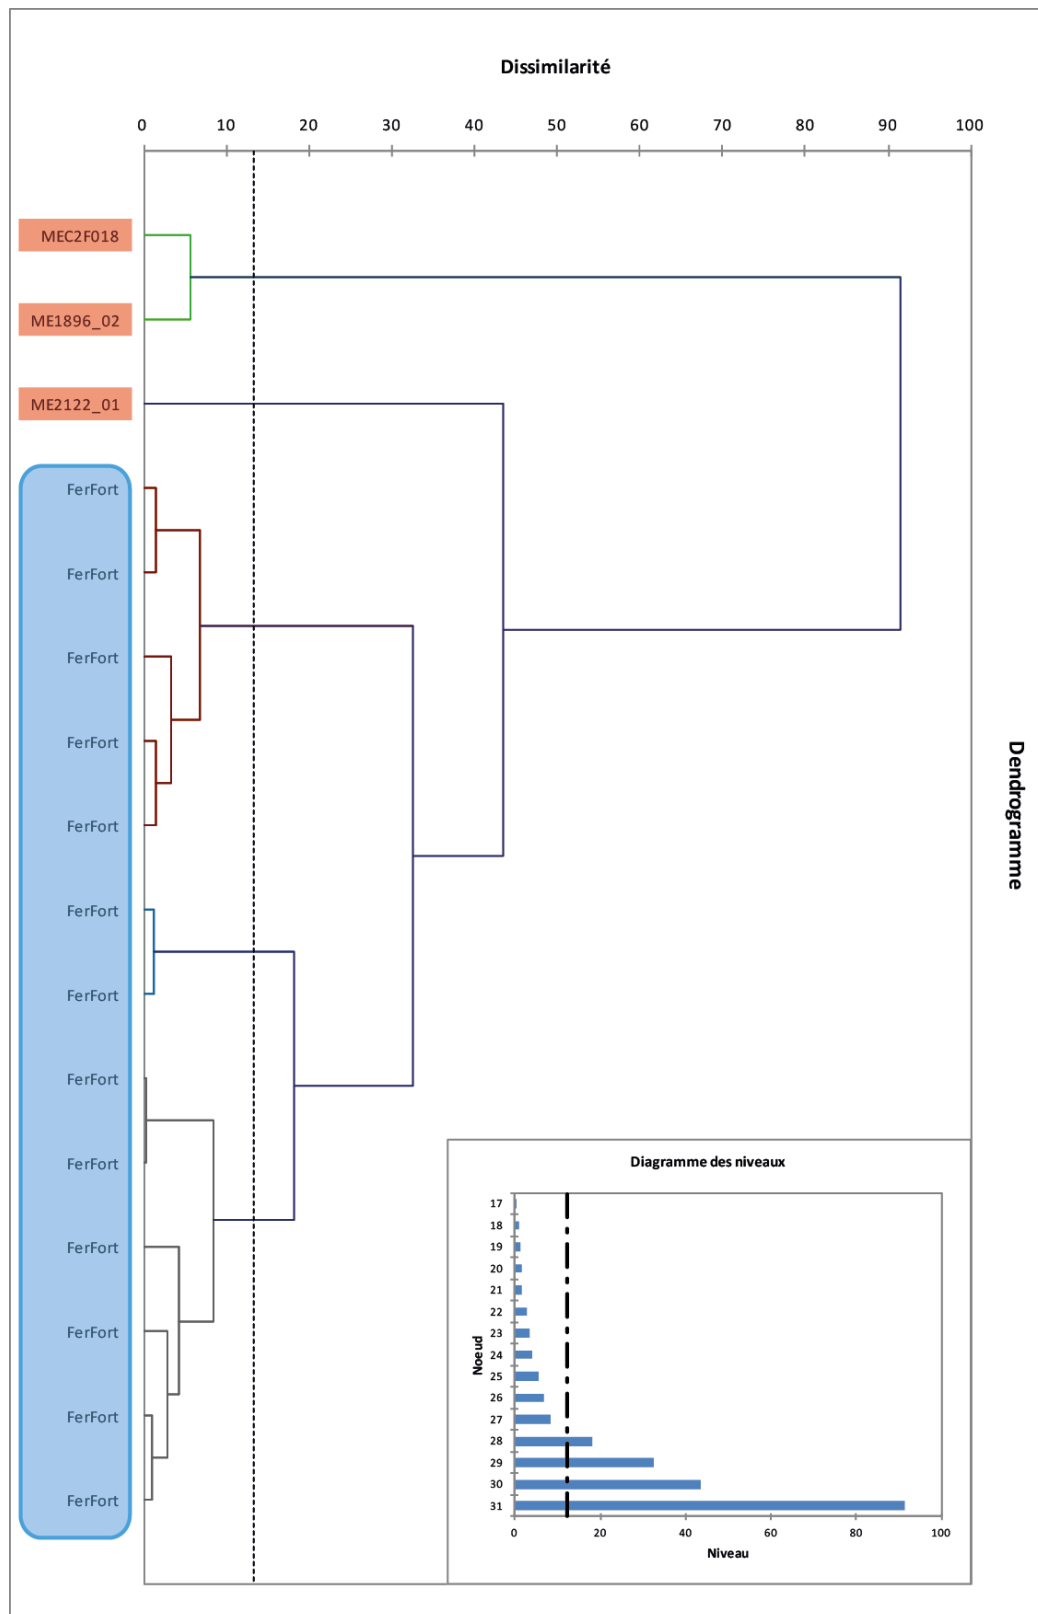 Dissimilarité
0 10 20 30 40 50 60 70 80 90 100
MEC2F018
ME1896_02
ME2122_01
FerFort
FerFort
FerFort
FerFort
FerFort
FerFort
FerFort
FerFort
FerFort
FerFort
FerFort
FerFort
FerFort
Dendrogramme
Diagramme des niveaux
Noeud
17
18
19
20
21
22
23
24
25
26
27
28
29
30
31
0 20 40 60 80 100
Niveau